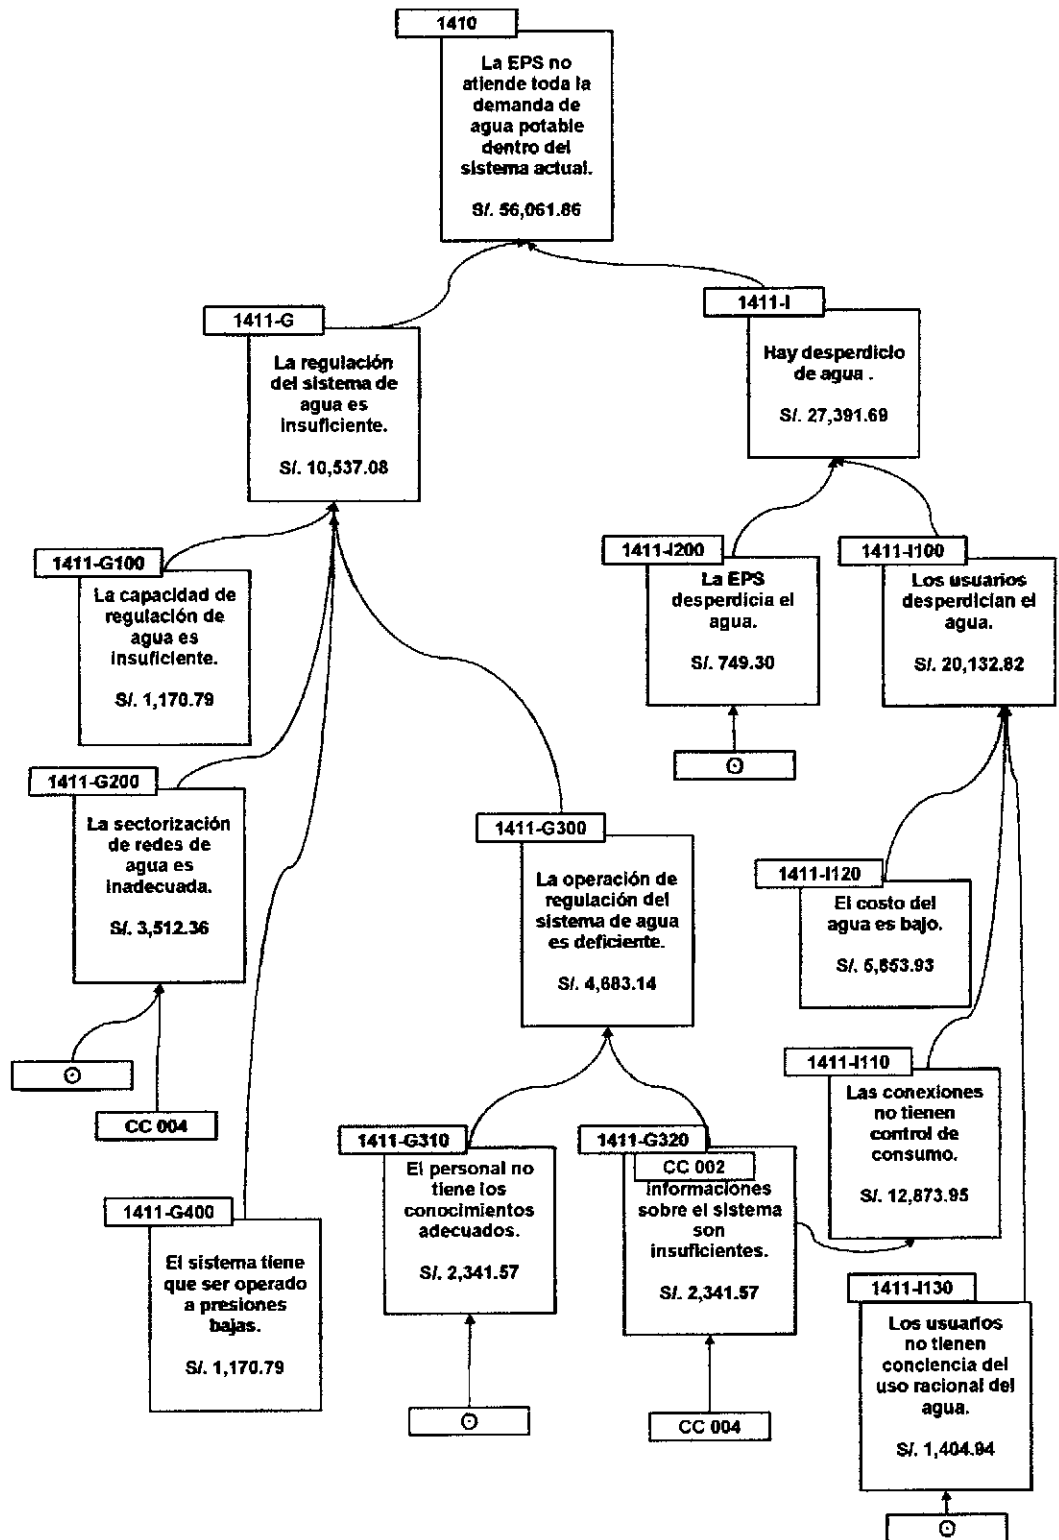 1410
La EPS no
atiende toda la
demanda de
agua potable
dentro del
sistema actual.
S/. 56,061.86
1411-G
La regulación
del sistema de
agua es
insuficiente.
S/. 10,537.08
1411-I
Hay desperdicio
de agua .
S/. 27,391.69
1411-G100
La capacidad de
regulación de
agua es
insuficiente.
S/. 1,170.79
1411-I200
La EPS
desperdicia el
agua.
S/. 749.30
1411-I100
Los usuarios
desperdician el
agua.
S/. 20,132.82
1411-G200
La sectorización
de redes de
agua es
inadecuada.
S/. 3,512.36
CC 004
1411-G300
La operación de
regulación del
sistema de agua
es deficiente.
S/. 4,683.14
1411-I120
El costo del
agua es bajo.
S/. 5,853.93
1411-I110
Las conexiones
no tienen
control de
consumo.
S/. 12,873.95
1411-G400
El sistema tiene
que ser operado
a presiones
bajas.
S/. 1,170.79
1411-G310
El personal no
tiene los
conocimientos
adecuados.
S/. 2,341.57
1411-G320
CC 002
informaciones
sobre el sistema
son
insuficientes.
S/. 2,341.57
CC 004
1411-I130
Los usuarios
no tienen
conciencia del
uso racional del
agua.
S/. 1,404.94